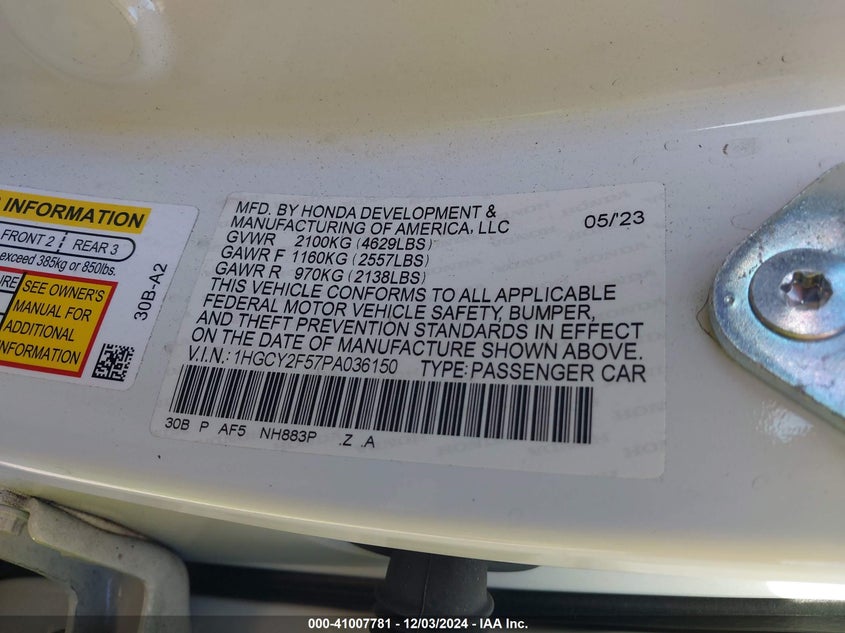 INFORMATION
FRONT 2 REAR 3
exceed 385kg or 850lbs.
SEE OWNER'S
MANUAL FOR
ADDITIONAL
INFORMATION
30B-A2
MFD. BY HONDA DEVELOPMENT &
MANUFACTURING OF AMERICA, LLC 05/'23
GVWR 2100KG (4629LBS)
GAWR F 1160KG (2557LBS)
GAWR R 970KG (2138LBS)
THIS VEHICLE CONFORMS TO ALL APPLICABLE
FEDERAL MOTOR VEHICLE SAFETY, BUMPER,
AND THEFT PREVENTION STANDARDS IN EFFECT
ON THE DATE OF MANUFACTURE SHOWN ABOVE.
V.I.N.: 1HGCY2F57PA036150 TYPE: PASSENGER CAR
30B P AF5 NH883P .Z .A
000-41007781 - 12/03/2024 - IAA Inc.